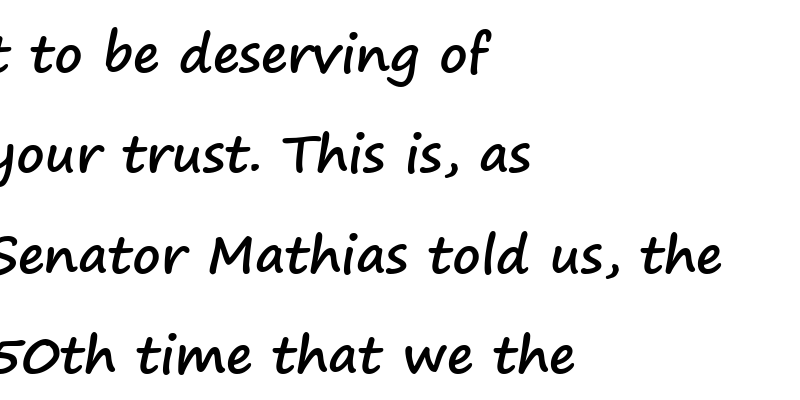 to be deserving of
your trust. This is, as
Senator Mathias told us, the
50th time that we the